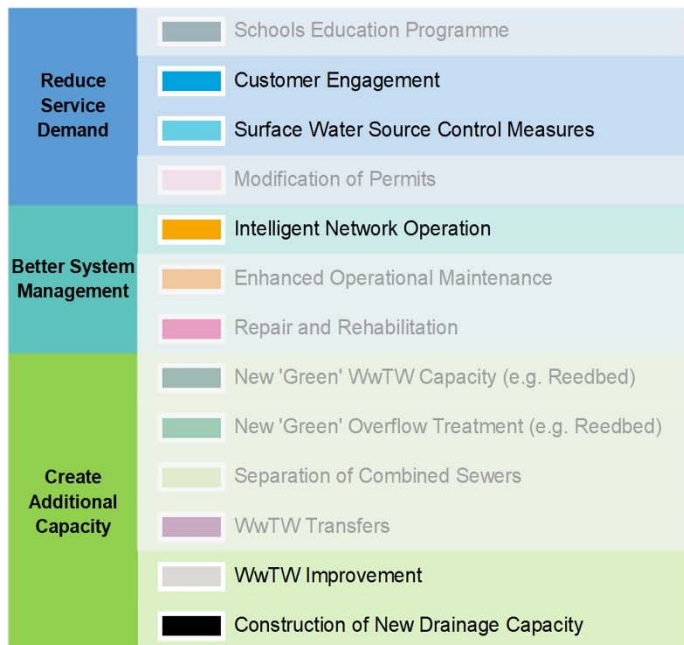 Reduce
Service
Demand
Schools Education Programme
Customer Engagement
Surface Water Source Control Measures
Modification of Permits
Better System
Management
Intelligent Network Operation
Enhanced Operational Maintenance
Repair and Rehabilitation
Create
Additional
Capacity
New 'Green' WwTW Capacity (e.g. Reedbed)
New 'Green' Overflow Treatment (e.g. Reedbed)
Separation of Combined Sewers
WwTW Transfers
WwTW Improvement
Construction of New Drainage Capacity